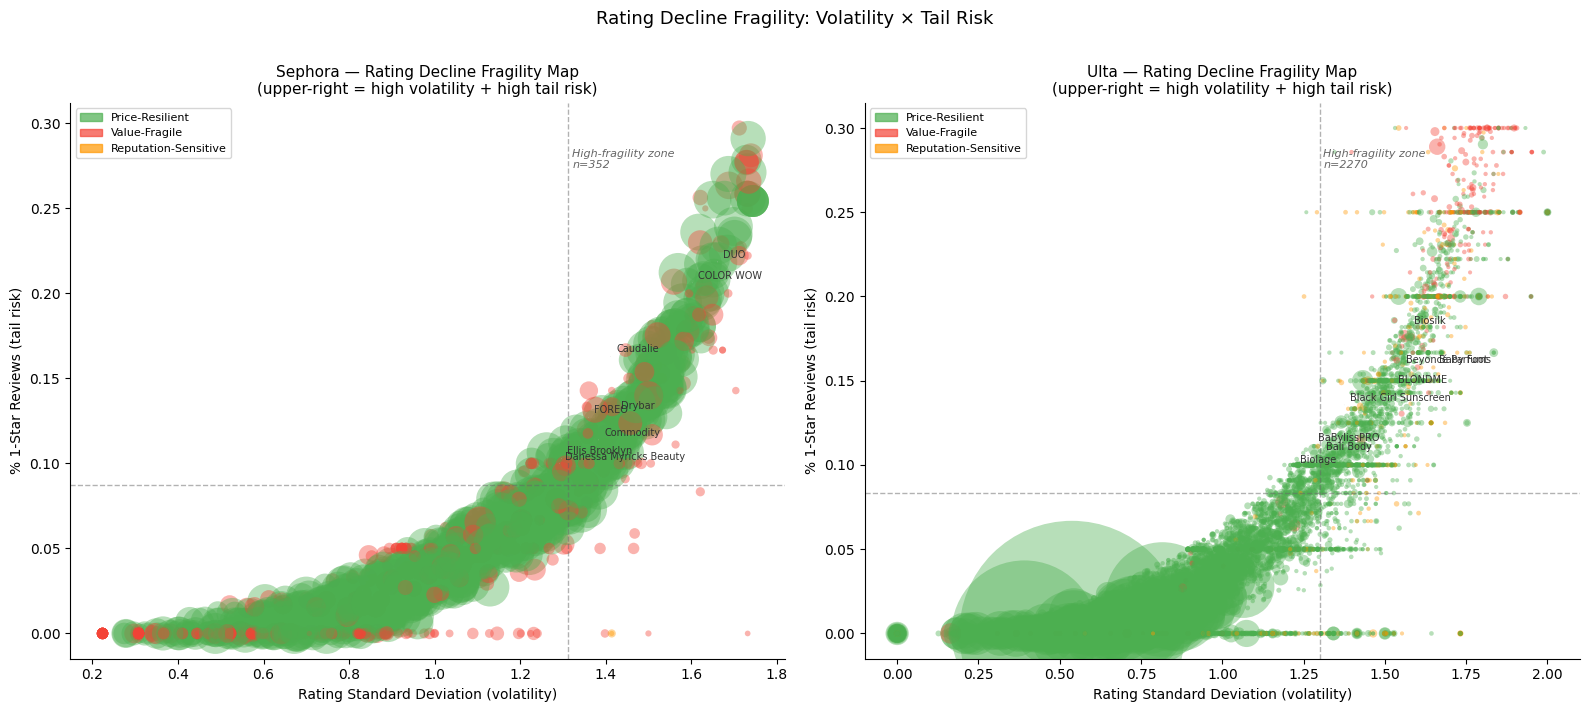 Rating Decline Fragility: Volatility × Tail Risk
Sephora — Rating Decline Fragility Map
(upper-right = high volatility + high tail risk)
Price-Resilient
Value-Fragile
Reputation-Sensitive
High-fragility zone
n=352
DUO
COLOR WOW
Caudalie
Drybar
FOREO
Commodity
Ellis Brooklyn
Danessa Myricks Beauty
% 1-Star Reviews (tail risk)
0.30
0.25
0.20
0.15
0.10
0.05
0.00
0.2
0.4
0.6
0.8
1.0
1.2
1.4
1.6
1.8
Rating Standard Deviation (volatility)
Ulta — Rating Decline Fragility Map
(upper-right = high volatility + high tail risk)
Price-Resilient
Value-Fragile
Reputation-Sensitive
High-fragility zone
n=2270
Biosilk
Baby Foot
BLONDME
Black Girl Sunscreen
BaBylissPRO
Bali Body
Biolage
% 1-Star Reviews (tail risk)
0.30
0.25
0.20
0.15
0.10
0.05
0.00
0.00
0.25
0.50
0.75
1.00
1.25
1.50
1.75
2.00
Rating Standard Deviation (volatility)